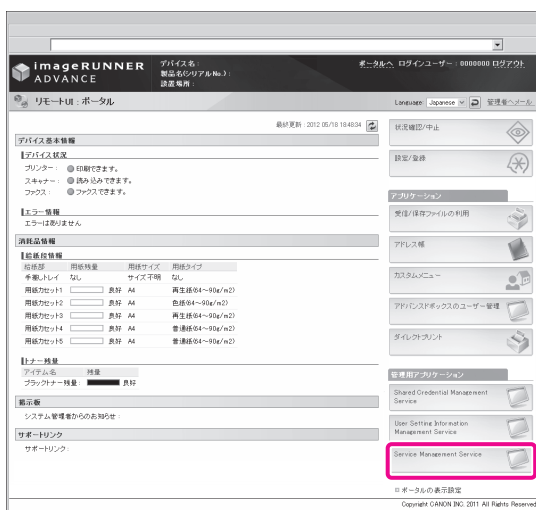 imageRUNNER
ADVANCE
デバイス名:
製品名(シリアルNo.):
設置場所:
ポータルへ ログインユーザー:0000000 ログアウト
リモートUI:ポータル
Language: Japanese 管理者へメール
最終更新:2012 05/18 18:48:34
デバイス基本情報
デバイス状況
プリンター: 印刷できます。
スキャナー: 読み込みできます。
ファクス: ファクスできます。
エラー情報
エラーはありません
消耗品情報
給紙段情報
給紙部 用紙残量 用紙サイズ 用紙タイプ
手差しトレイ なし サイズ不明 なし
用紙カセット1 良好 A4 再生紙(64~90g/m2)
用紙カセット2 良好 A4 色紙(64~90g/m2)
用紙カセット3 良好 A4 再生紙(64~90g/m2)
用紙カセット4 良好 A4 普通紙(64~90g/m2)
用紙カセット5 良好 A4 普通紙(64~90g/m2)
トナー残量
アイテム名 残量
ブラックトナー残量: 良好
掲示板
システム管理者からのお知らせ:
サポートリンク
サポートリンク:
状況確認/中止
設定/登録
アプリケーション
受信/保存ファイルの利用
アドレス帳
カスタムメニュー
アドバンスドボックスのユーザー管理
ダイレクトプリント
管理用アプリケーション
Shared Credential Management
Service
User Setting Information
Management Service
Service Management Service
ポータルの表示設定
Copyright CANON INC. 2011 All Rights Reserved